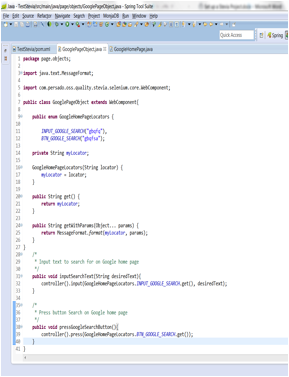 Java - TestStevia/src/main/java/page/objects/GooglePageObject.java - Spring Tool Suite
File Edit Source Refactor Navigate Search Project MongoDB Run Window Help
Quick Access
Spring
TestStevia/pom.xml GooglePageObject.java GoogleHomePage.java
1 package page.objects;
2
3 import java.text.MessageFormat;
4
5 import com.persado.oss.quality.stevia.selenium.core.WebComponent;
6
7 public class GooglePageObject extends WebComponent{
8
9 public enum GoogleHomePageLocators {
10
11 INPUT_GOOGLE_SEARCH("gbqfq"),
12 BTN_GOOGLE_SEARCH("gbqfsa");
13
14 private String myLocator;
15
16 GoogleHomePageLocators(String locator) {
17 myLocator = locator;
18 }
19
20 public String get() {
21 return myLocator;
22 }
23
24 public String getWithParams(Object... params) {
25 return MessageFormat.format(myLocator, params);
26 }
27 }
28 /*
29 * Input text to search for on Google home page
30 */
31 public void inputSearchText(String desiredText){
32 controller().input(GoogleHomePageLocators.INPUT_GOOGLE_SEARCH.get(), desiredText);
33 }
34
35 /*
36 * Press button Search on Google home page
37 */
38 public void pressGoogleSearchButton(){
39 controller().press(GoogleHomePageLocators.BTN_GOOGLE_SEARCH.get());
40 }
41 }